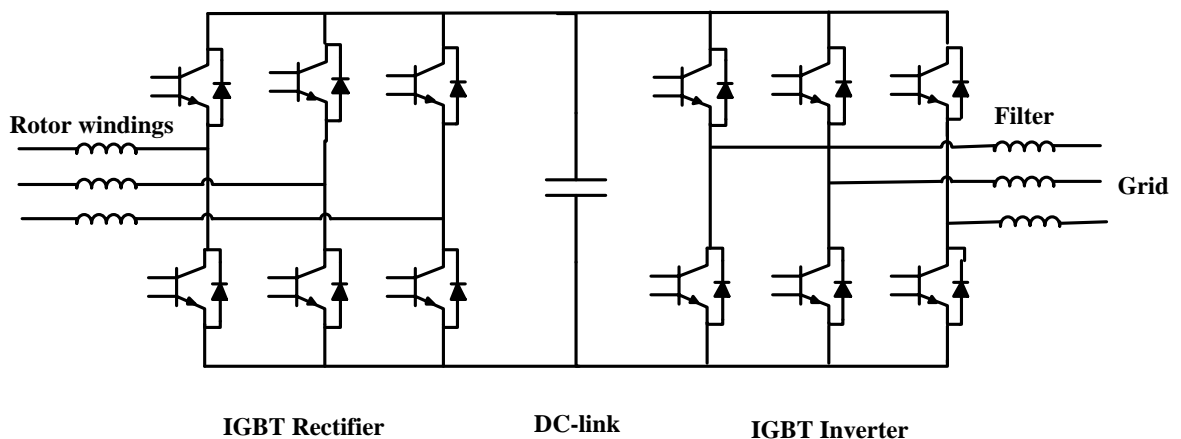 Rotor windings
Filter
Grid
IGBT Rectifier
DC-link
IGBT Inverter